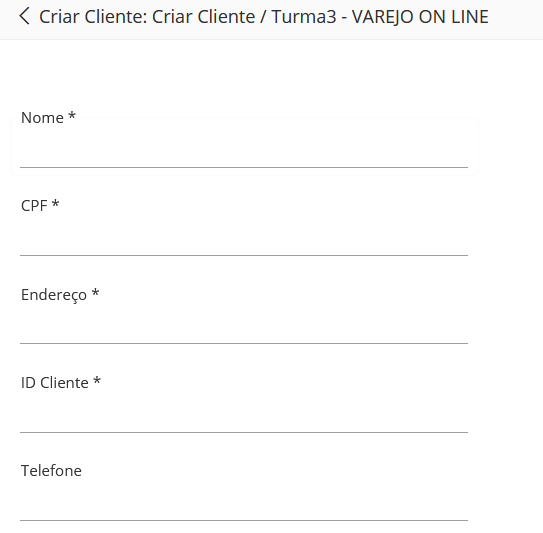 Criar Cliente: Criar Cliente / Turma3 - VAREJO ON LINE
Nome *
CPF *
Endereço *
ID Cliente *
Telefone